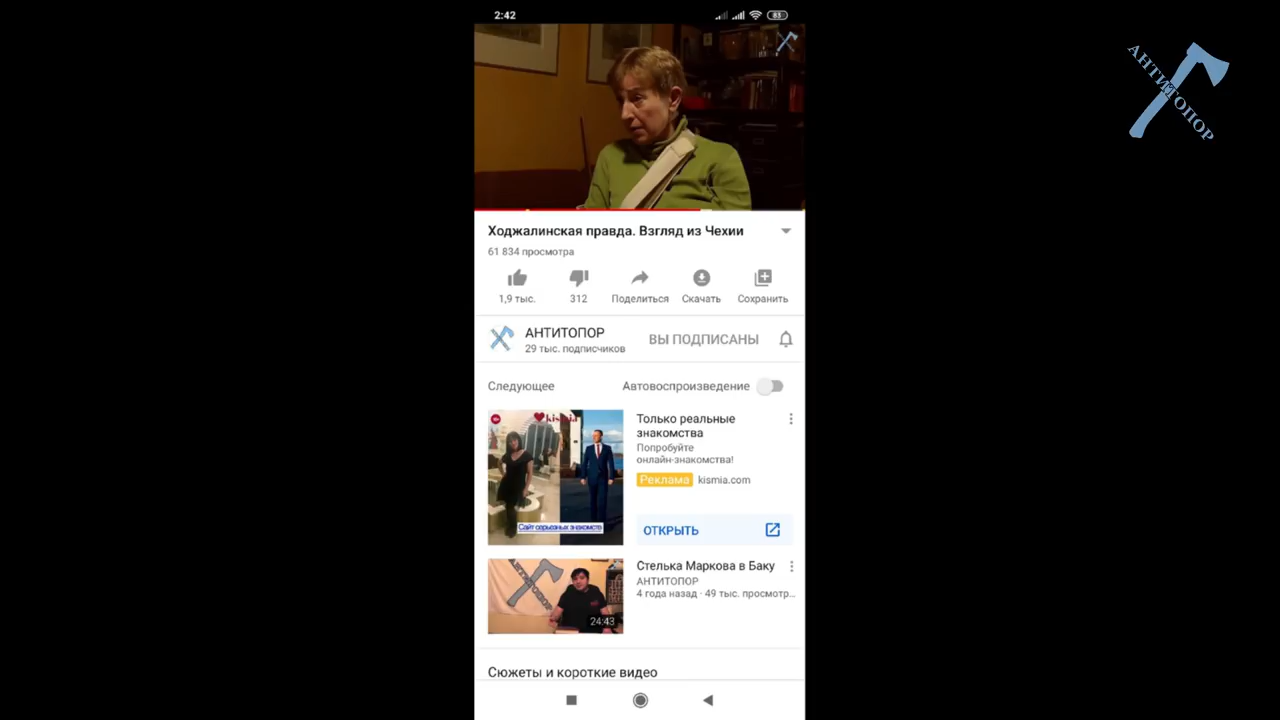 2:42
83
АНТИТОПОР
Ходжалинская правда. Взгляд из Чехии
61 834 просмотра
1,9 тыс.
312
Поделиться
Скачать
Сохранить
АНТИТОПОР
29 тыс. подписчиков
ВЫ ПОДПИСАНЫ
Следующее
Автовоспроизведение
kismia
Сайт серьезных знакомств
Только реальные
знакомства
Попробуйте
онлайн-знакомства!
Реклама kismia.com
ОТКРЫТЬ
АНТИТОПОР
24:43
Стелька Маркова в Баку
АНТИТОПОР
4 года назад · 49 тыс. просмотр...
Сюжеты и короткие видео